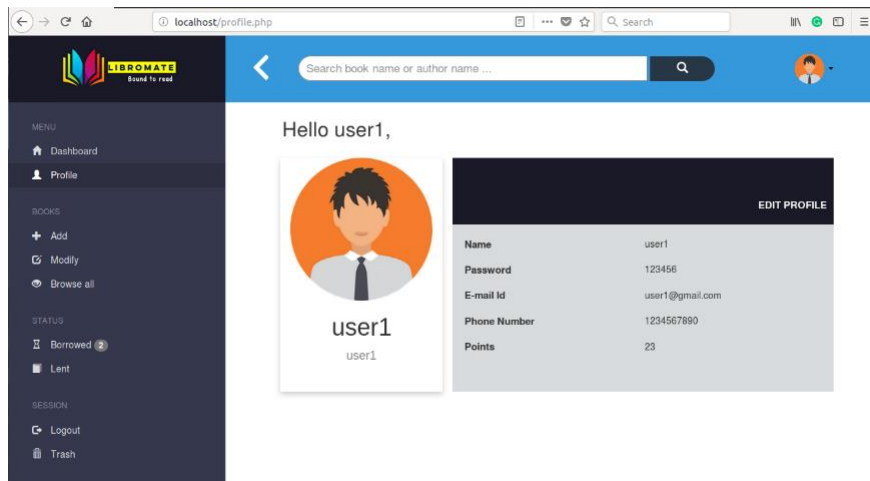 localhost/profile.php
Search
LIBROMATE
Bound to read
Search book name or author name ...
MENU
Dashboard
Profile
BOOKS
Add
Modify
Browse all
STATUS
Borrowed 2
Lent
SESSION
Logout
Trash
Hello user1,
user1
user1
EDIT PROFILE
Name user1
Password 123456
E-mail Id user1@gmail.com
Phone Number 1234567890
Points 23